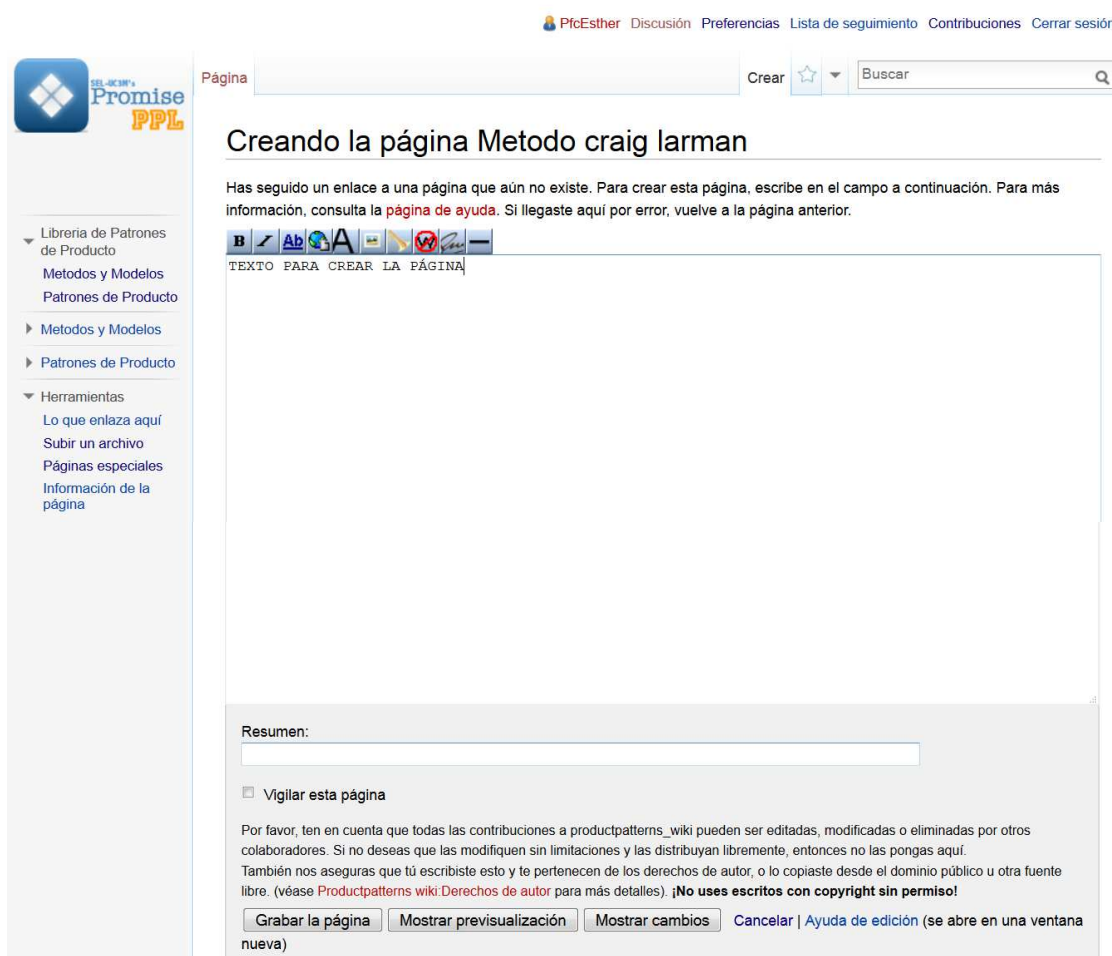 PfcEsther Discusión Preferencias Lista de seguimiento Contribuciones Cerrar sesión
SEL-UC3M's
Promise
PPL
Página
Crear
Buscar
Creando la página Metodo craig larman
Has seguido un enlace a una página que aún no existe. Para crear esta página, escribe en el campo a continuación. Para más
información, consulta la página de ayuda. Si llegaste aquí por error, vuelve a la página anterior.
B I Ab A W
TEXTO PARA CREAR LA PÁGINA
Libreria de Patrones
de Producto
Metodos y Modelos
Patrones de Producto
Metodos y Modelos
Patrones de Producto
Herramientas
Lo que enlaza aquí
Subir un archivo
Páginas especiales
Información de la
página
Resumen:
Vigilar esta página
Por favor, ten en cuenta que todas las contribuciones a productpatterns_wiki pueden ser editadas, modificadas o eliminadas por otros
colaboradores. Si no deseas que las modifiquen sin limitaciones y las distribuyan libremente, entonces no las pongas aquí.
También nos aseguras que tú escribiste esto y te pertenecen de los derechos de autor, o lo copiaste desde el dominio público u otra fuente
libre. (véase Productpatterns wiki:Derechos de autor para más detalles). ¡No uses escritos con copyright sin permiso!
Grabar la página Mostrar previsualización Mostrar cambios Cancelar | Ayuda de edición (se abre en una ventana
nueva)